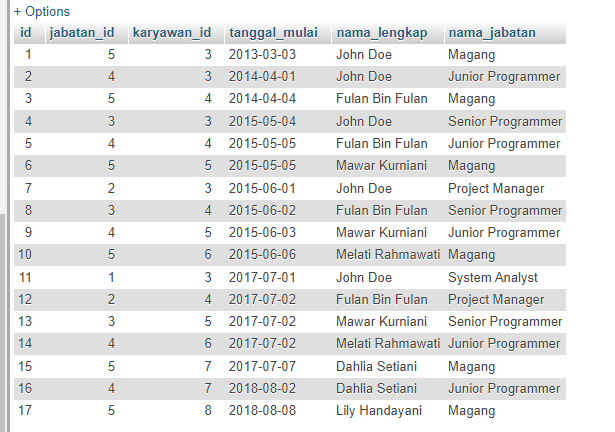 + Options
id jabatan_id karyawan_id tanggal_mulai nama_lengkap nama_jabatan
1 5 3 2013-03-03 John Doe Magang
2 4 3 2014-04-01 John Doe Junior Programmer
3 5 4 2014-04-04 Fulan Bin Fulan Magang
4 3 3 2015-05-04 John Doe Senior Programmer
5 4 4 2015-05-05 Fulan Bin Fulan Junior Programmer
6 5 5 2015-05-05 Mawar Kurniani Magang
7 2 3 2015-06-01 John Doe Project Manager
8 3 4 2015-06-02 Fulan Bin Fulan Senior Programmer
9 4 5 2015-06-03 Mawar Kurniani Junior Programmer
10 5 6 2015-06-06 Melati Rahmawati Magang
11 1 3 2017-07-01 John Doe System Analyst
12 2 4 2017-07-02 Fulan Bin Fulan Project Manager
13 3 5 2017-07-02 Mawar Kurniani Senior Programmer
14 4 6 2017-07-02 Melati Rahmawati Junior Programmer
15 5 7 2017-07-07 Dahlia Setiani Magang
16 4 7 2018-08-02 Dahlia Setiani Junior Programmer
17 5 8 2018-08-08 Lily Handayani Magang